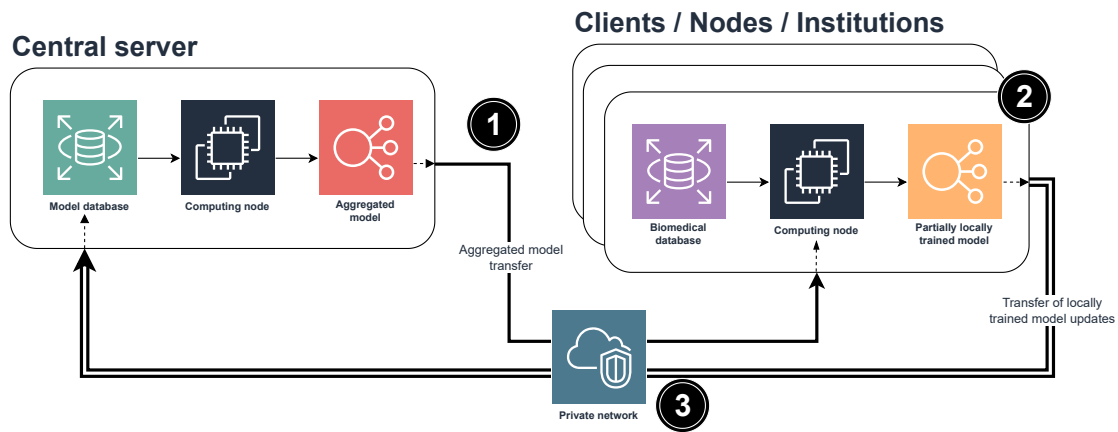 Central server
Model database
Computing node
Aggregated
model
1
Aggregated model
transfer
Clients / Nodes / Institutions
2
Biomedical
database
Computing node
Partially locally
trained model
Transfer of locally
trained model updates
Private network
3